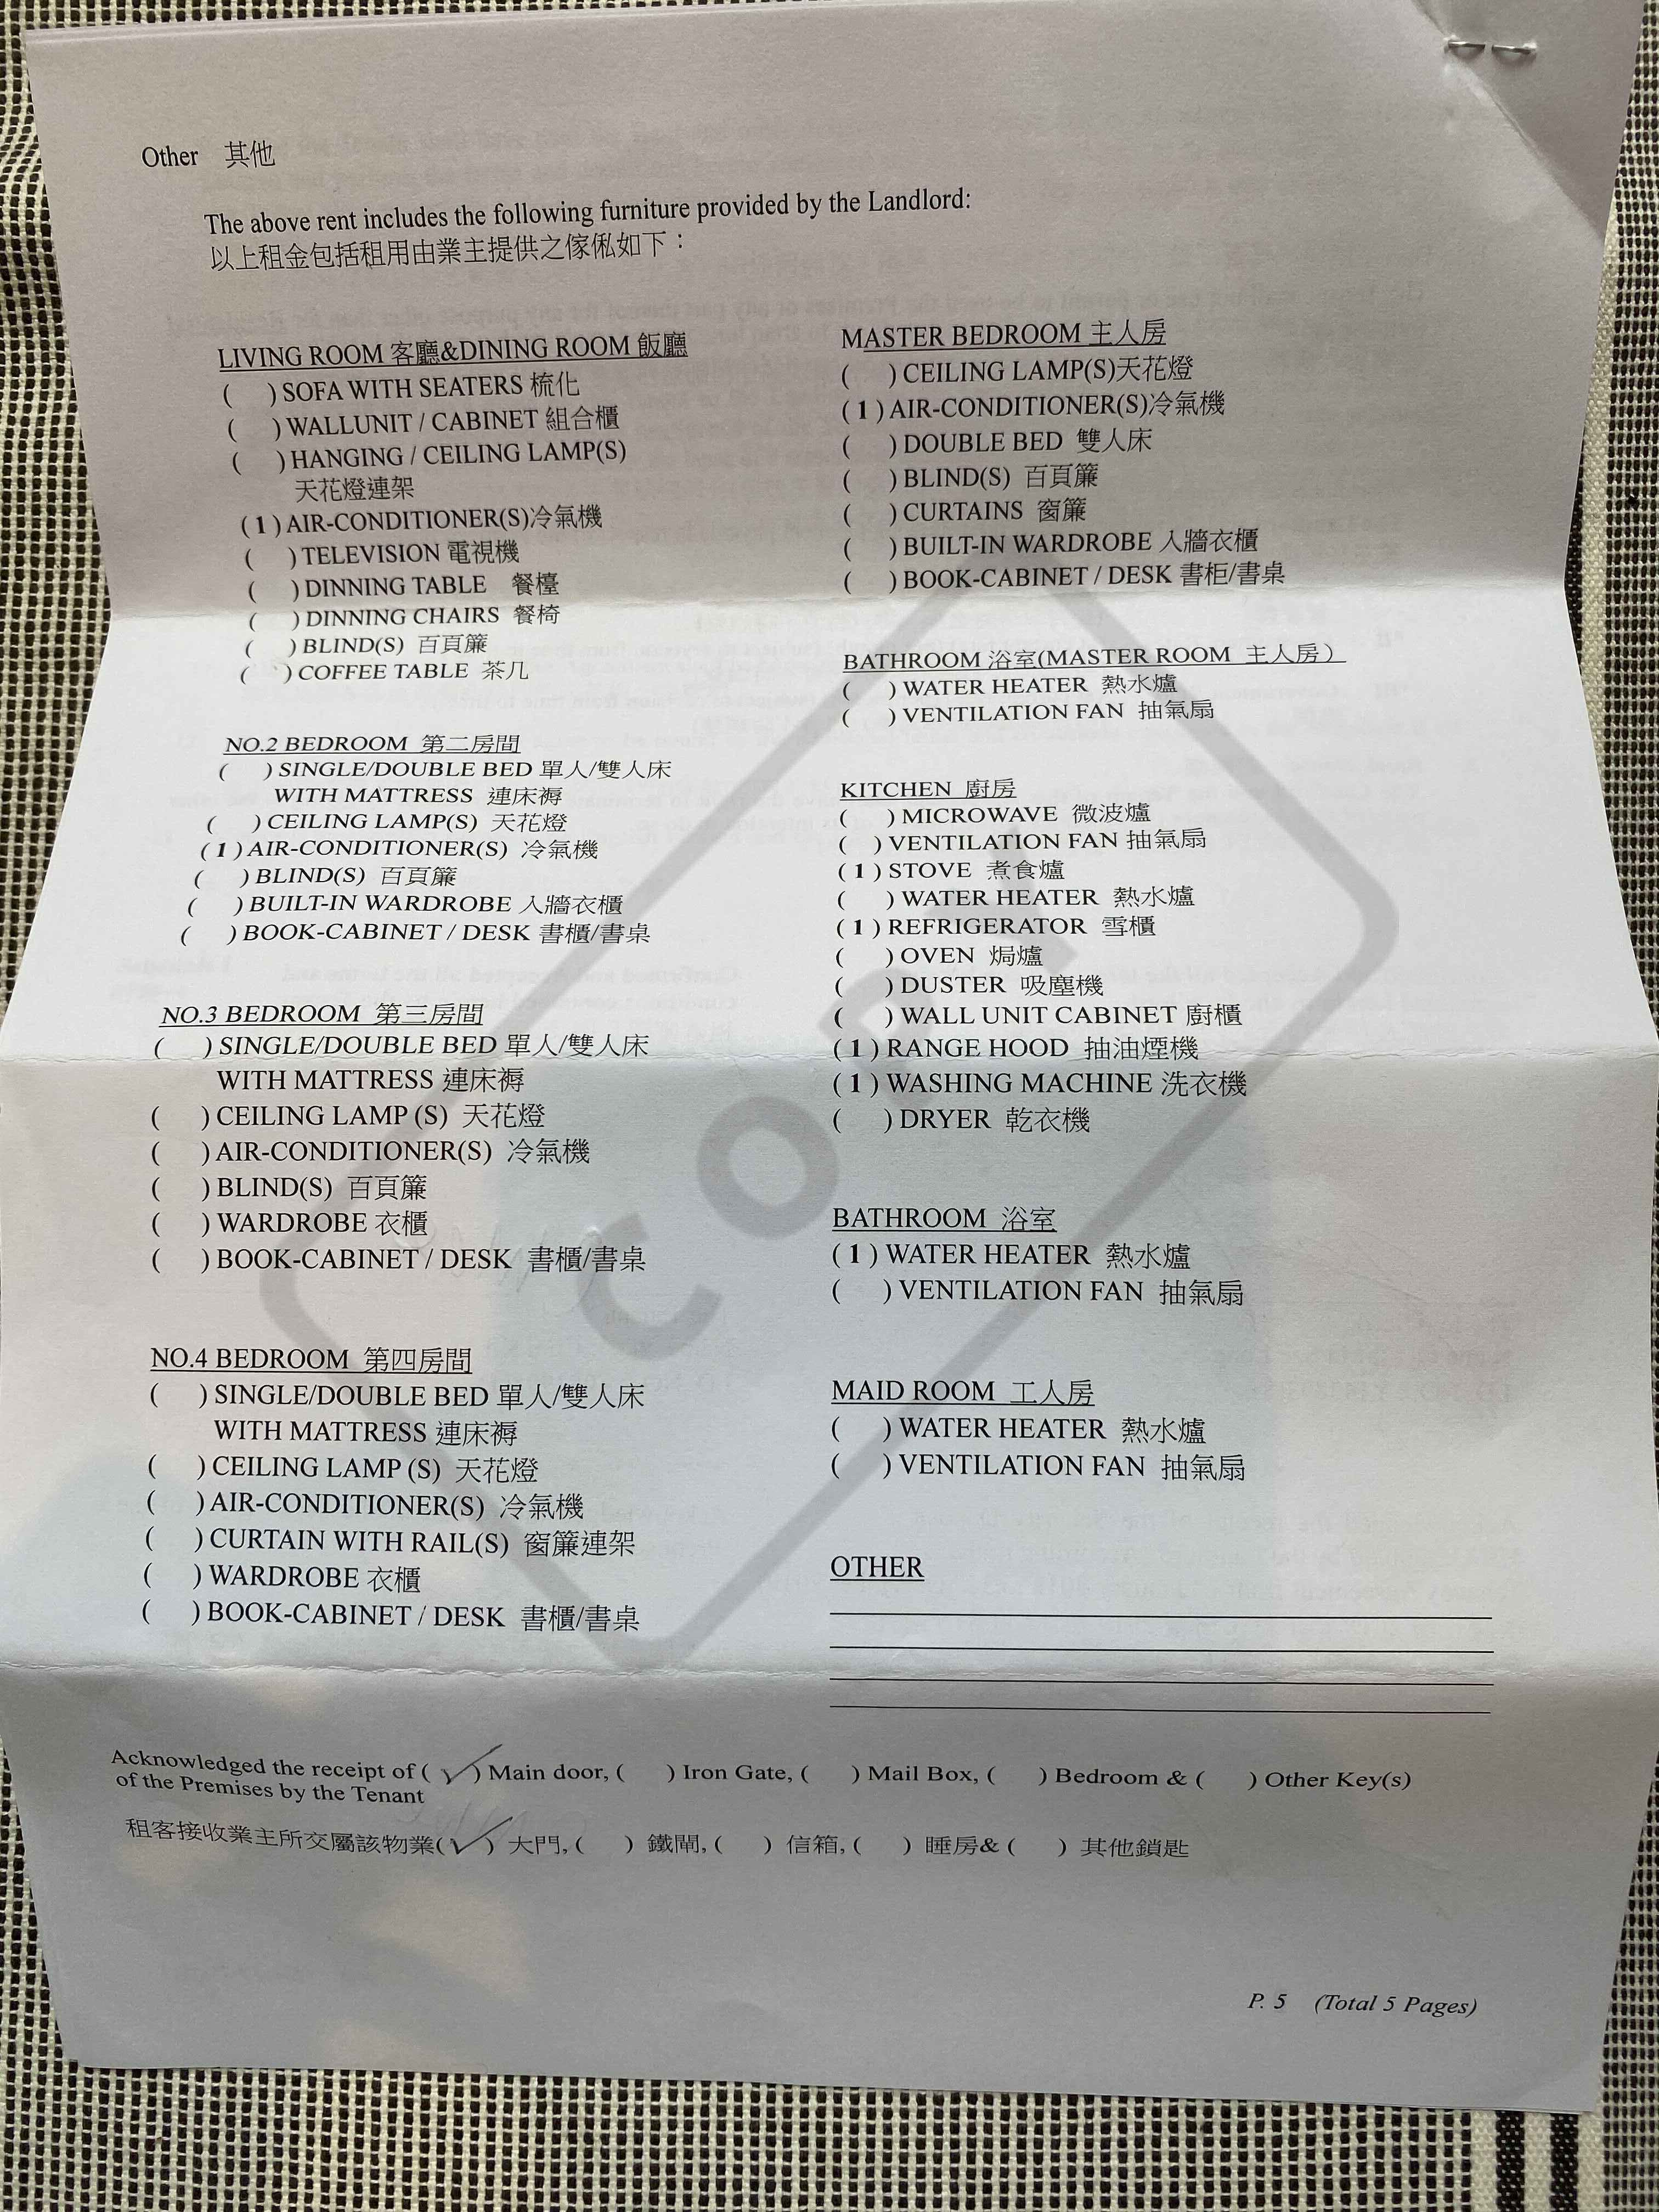 Other 其他
The above rent includes the following furniture provided by the Landlord:
以上租金包括租用由業主提供之傢俬如下：
LIVING ROOM 客廳&DINING ROOM 飯廳
( ) SOFA WITH SEATERS 梳化
( ) WALLUNIT / CABINET 組合櫃
( ) HANGING / CEILING LAMP(S)
天花燈連架
( 1 ) AIR-CONDITIONER(S)冷氣機
( ) TELEVISION 電視機
( ) DINNING TABLE 餐檯
( ) DINNING CHAIRS 餐椅
( ) BLIND(S) 百頁簾
( ) COFFEE TABLE 茶几
NO.2 BEDROOM 第二房間
( ) SINGLE/DOUBLE BED 單人/雙人床
WITH MATTRESS 連床褥
( ) CEILING LAMP(S) 天花燈
( 1 ) AIR-CONDITIONER(S) 冷氣機
( ) BLIND(S) 百頁簾
( ) BUILT-IN WARDROBE 入牆衣櫃
( ) BOOK-CABINET / DESK 書櫃/書桌
NO.3 BEDROOM 第三房間
( ) SINGLE/DOUBLE BED 單人/雙人床
WITH MATTRESS 連床褥
( ) CEILING LAMP (S) 天花燈
( ) AIR-CONDITIONER(S) 冷氣機
( ) BLIND(S) 百頁簾
( ) WARDROBE 衣櫃
( ) BOOK-CABINET / DESK 書櫃/書桌
NO.4 BEDROOM 第四房間
( ) SINGLE/DOUBLE BED 單人/雙人床
WITH MATTRESS 連床褥
( ) CEILING LAMP (S) 天花燈
( ) AIR-CONDITIONER(S) 冷氣機
( ) CURTAIN WITH RAIL(S) 窗簾連架
( ) WARDROBE 衣櫃
( ) BOOK-CABINET / DESK 書櫃/書桌
MASTER BEDROOM 主人房
( ) CEILING LAMP(S)天花燈
( 1 ) AIR-CONDITIONER(S)冷氣機
( ) DOUBLE BED 雙人床
( ) BLIND(S) 百頁簾
( ) CURTAINS 窗簾
( ) BUILT-IN WARDROBE 入牆衣櫃
( ) BOOK-CABINET / DESK 書柜/書桌
BATHROOM 浴室(MASTER ROOM 主人房）
( ) WATER HEATER 熱水爐
( ) VENTILATION FAN 抽氣扇
KITCHEN 廚房
( ) MICROWAVE 微波爐
( ) VENTILATION FAN 抽氣扇
( 1 ) STOVE 煮食爐
( ) WATER HEATER 熱水爐
( 1 ) REFRIGERATOR 雪櫃
( ) OVEN 焗爐
( ) DUSTER 吸塵機
( ) WALL UNIT CABINET 廚櫃
( 1 ) RANGE HOOD 抽油煙機
( 1 ) WASHING MACHINE 洗衣機
( ) DRYER 乾衣機
BATHROOM 浴室
( 1 ) WATER HEATER 熱水爐
( ) VENTILATION FAN 抽氣扇
MAID ROOM 工人房
( ) WATER HEATER 熱水爐
( ) VENTILATION FAN 抽氣扇
OTHER
COPY
Acknowledged the receipt of ( ✓ ) Main door, ( ) Iron Gate, ( ) Mail Box, ( ) Bedroom & ( ) Other Key(s)
of the Premises by the Tenant
租客接收業主所交屬該物業( ✓ ) 大門, ( ) 鐵閘, ( ) 信箱, ( ) 睡房& ( ) 其他鎖匙
P. 5 (Total 5 Pages)